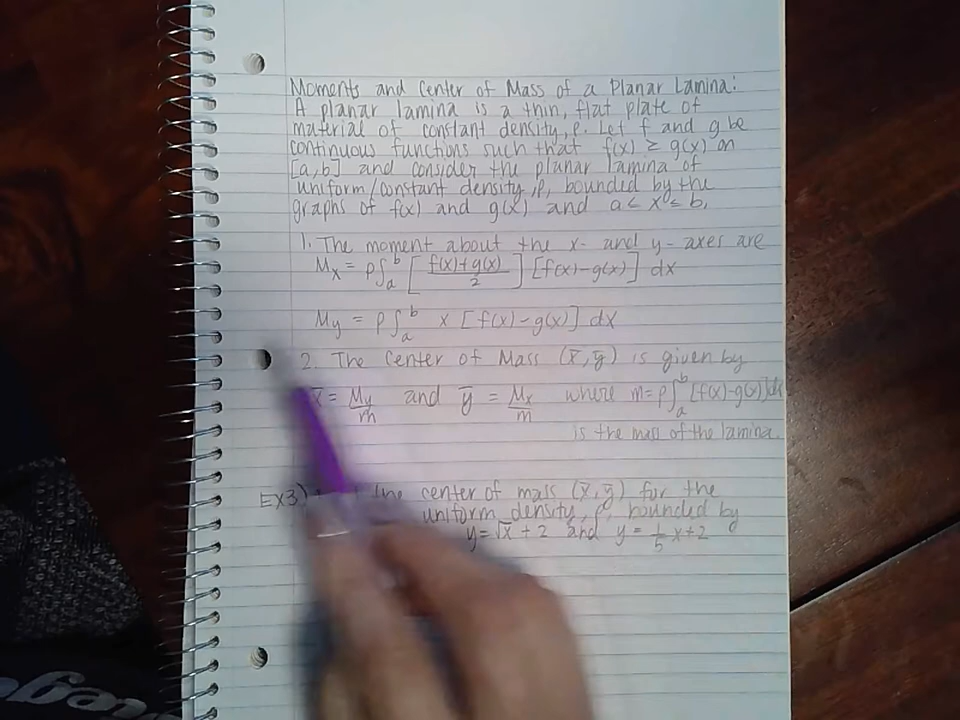 Moments and Center of Mass of a Planar Lamina:
A planar lamina is a thin, flat plate of
material of constant density, ρ. Let f and g be
continuous functions such that f(x) ≥ g(x) on
[a,b] and consider the planar lamina of
uniform/constant density, ρ, bounded by the
graphs of f(x) and g(x) and a ≤ x ≤ b.
1. The moment about the x- and y-axes are
Mx = ρ∫_a^b [(f(x)+g(x))/2] [f(x)-g(x)] dx
My = ρ∫_a^b x [f(x)-g(x)] dx
2. The Center of Mass (x̄,ȳ) is given by
x̄ = My/m and ȳ = Mx/m where m=ρ∫_a^b [f(x)-g(x)]dx
is the mass of the lamina.
EX3) the center of mass (x̄,ȳ) for the
uniform density, ρ, bounded by
y=√x + 2 and y = 1/5 x+2